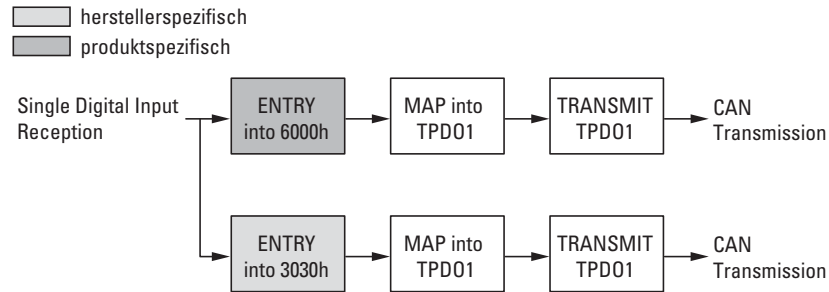 herstellerspezifisch
produktspezifisch
Single Digital Input
Reception
ENTRY
into 6000h
MAP into
TPDO1
TRANSMIT
TPDO1
CAN
Transmission
ENTRY
into 3030h
MAP into
TPDO1
TRANSMIT
TPDO1
CAN
Transmission